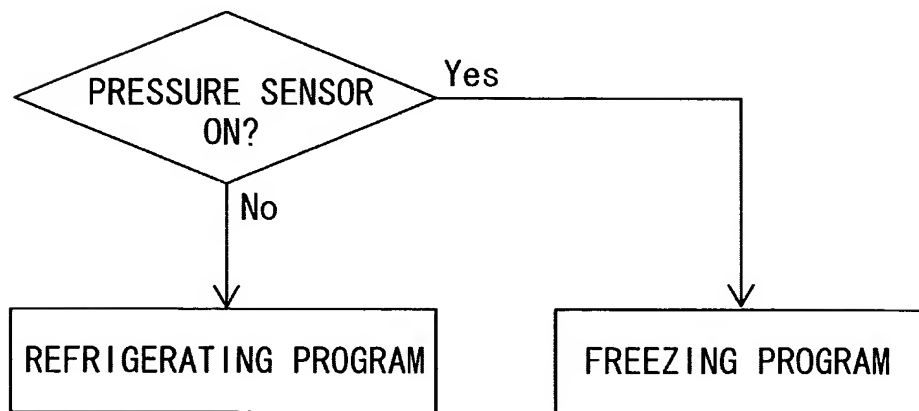 PRESSURE SENSOR
ON?
Yes
No
REFRIGERATING PROGRAM
FREEZING PROGRAM